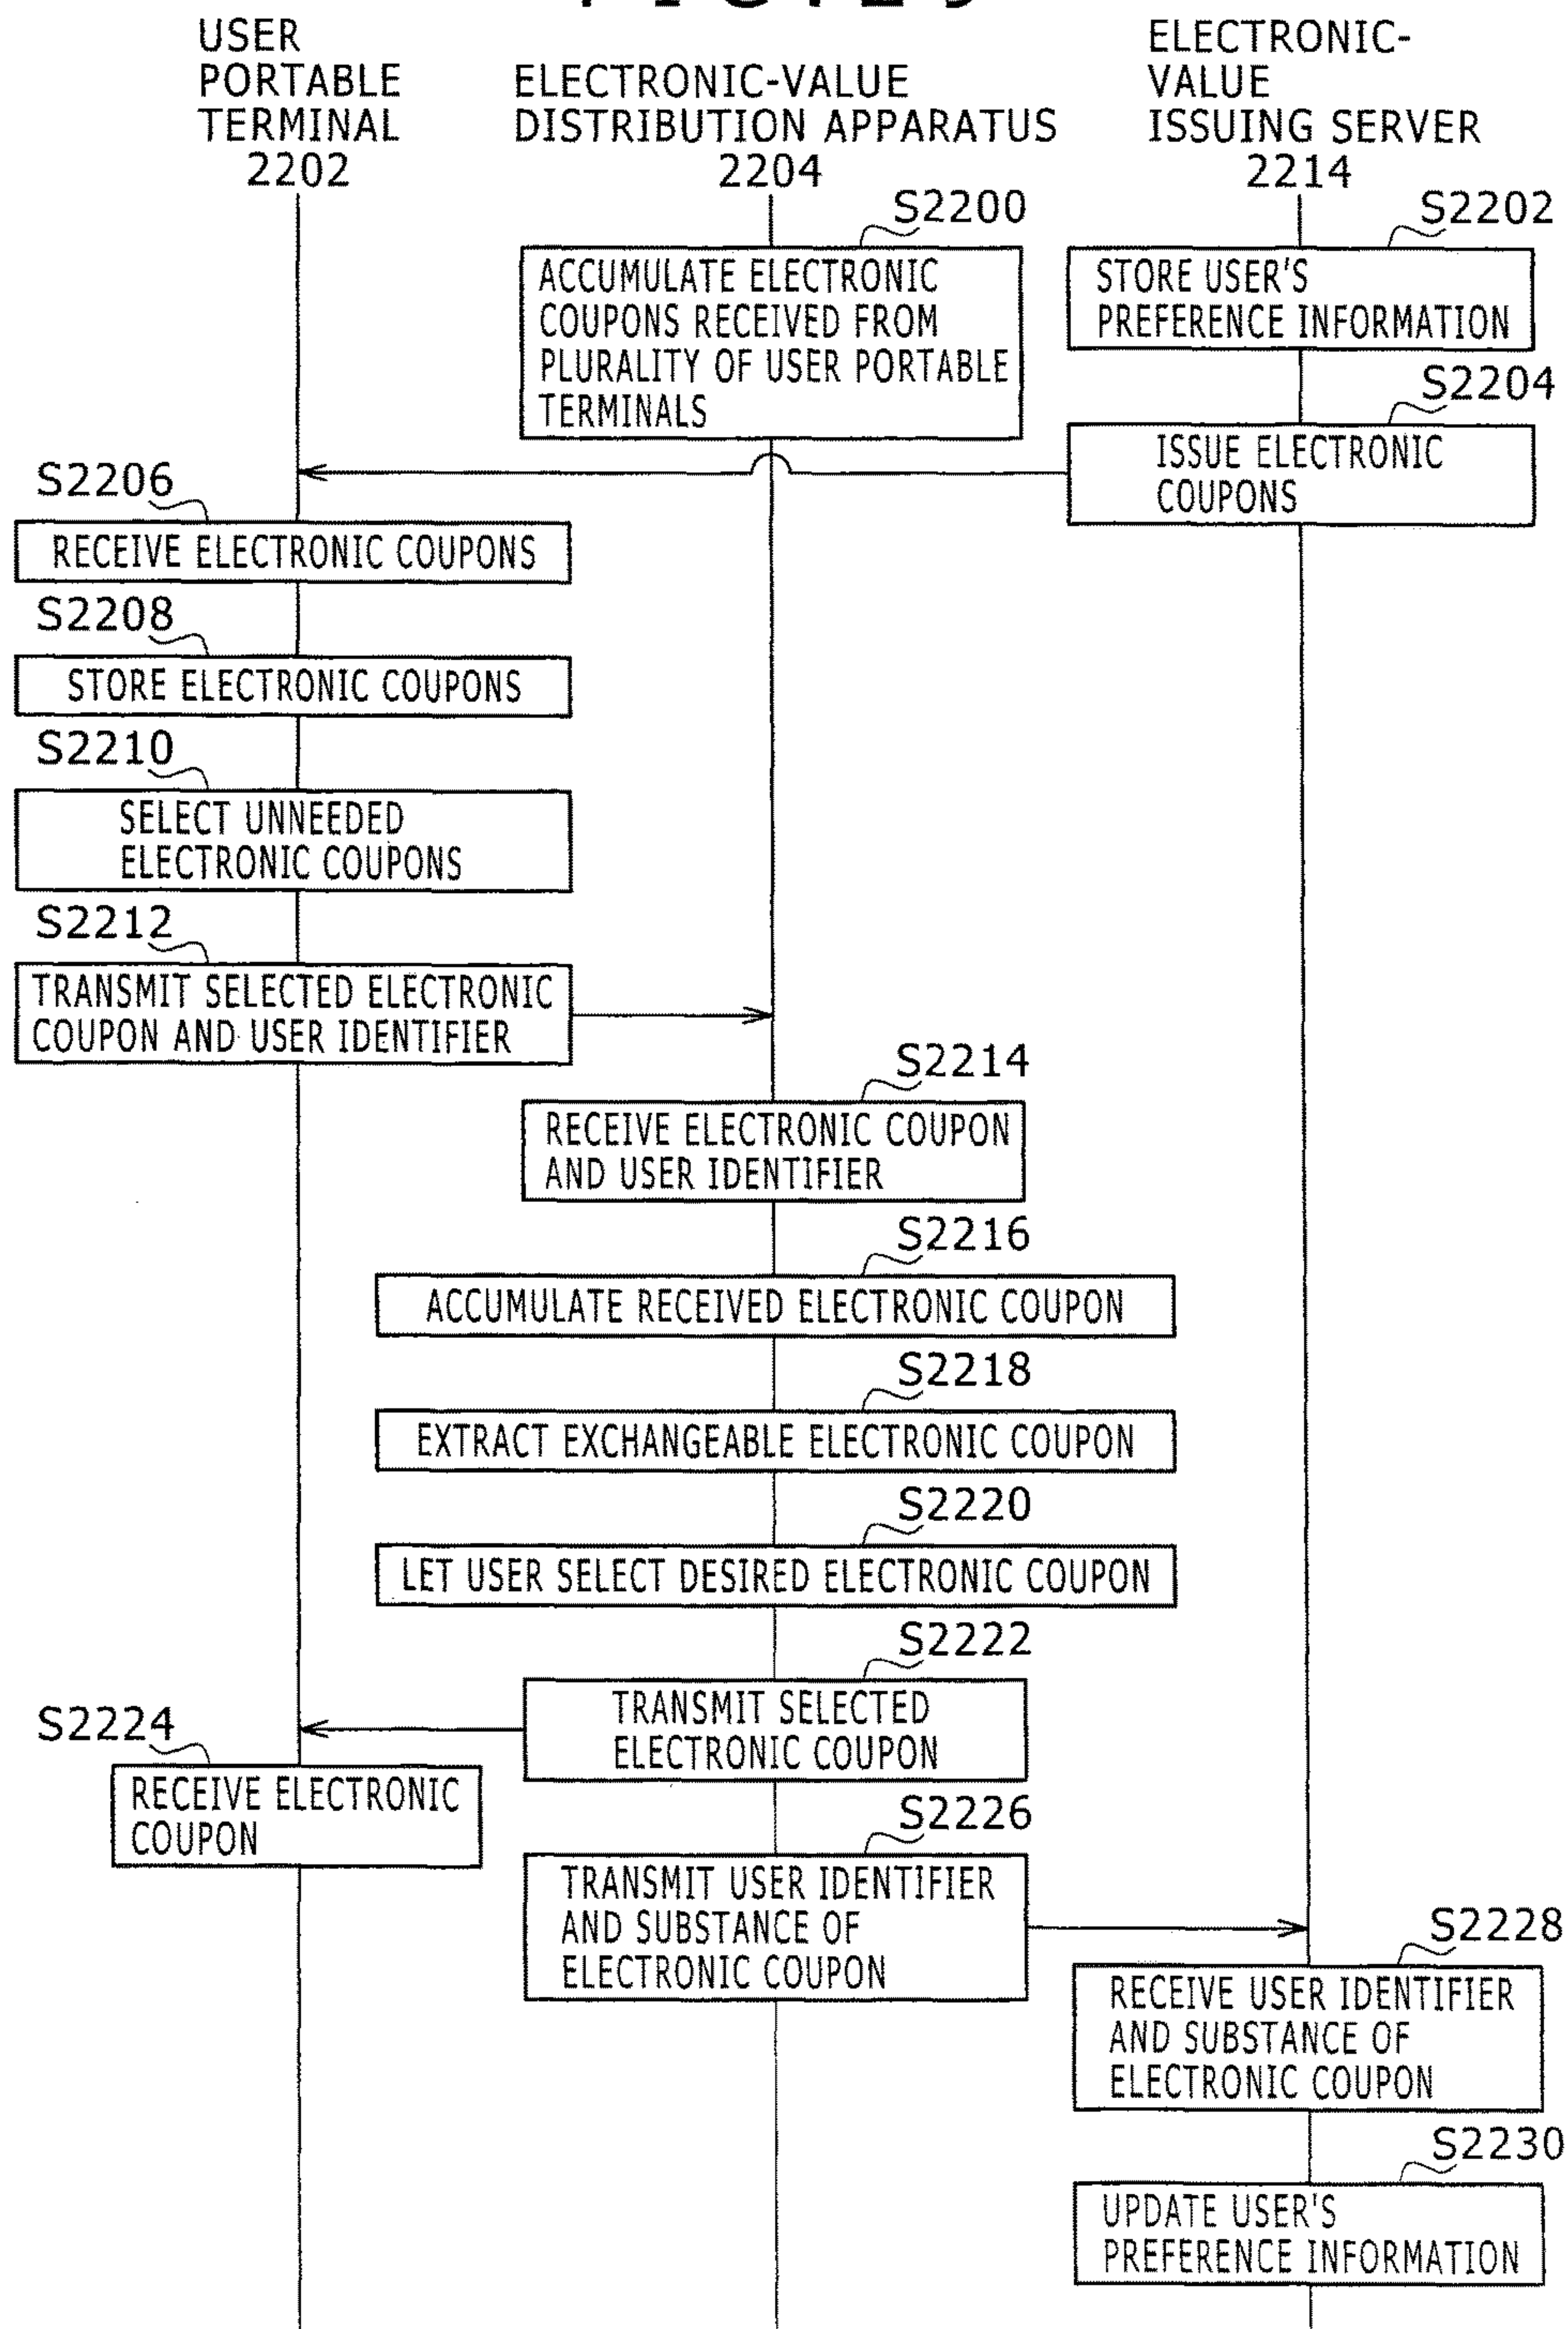 USER
PORTABLE
TERMINAL
2202
ELECTRONIC-VALUE
DISTRIBUTION APPARATUS
2204
ELECTRONIC-
VALUE
ISSUING SERVER
2214
S2200
ACCUMULATE ELECTRONIC
COUPONS RECEIVED FROM
PLURALITY OF USER PORTABLE
TERMINALS
S2202
STORE USER'S
PREFERENCE INFORMATION
S2204
ISSUE ELECTRONIC
COUPONS
S2206
RECEIVE ELECTRONIC COUPONS
S2208
STORE ELECTRONIC COUPONS
S2210
SELECT UNNEEDED
ELECTRONIC COUPONS
S2212
TRANSMIT SELECTED ELECTRONIC
COUPON AND USER IDENTIFIER
S2214
RECEIVE ELECTRONIC COUPON
AND USER IDENTIFIER
S2216
ACCUMULATE RECEIVED ELECTRONIC COUPON
S2218
EXTRACT EXCHANGEABLE ELECTRONIC COUPON
S2220
LET USER SELECT DESIRED ELECTRONIC COUPON
S2222
TRANSMIT SELECTED
ELECTRONIC COUPON
S2224
RECEIVE ELECTRONIC
COUPON
S2226
TRANSMIT USER IDENTIFIER
AND SUBSTANCE OF
ELECTRONIC COUPON
S2228
RECEIVE USER IDENTIFIER
AND SUBSTANCE OF
ELECTRONIC COUPON
S2230
UPDATE USER'S
PREFERENCE INFORMATION